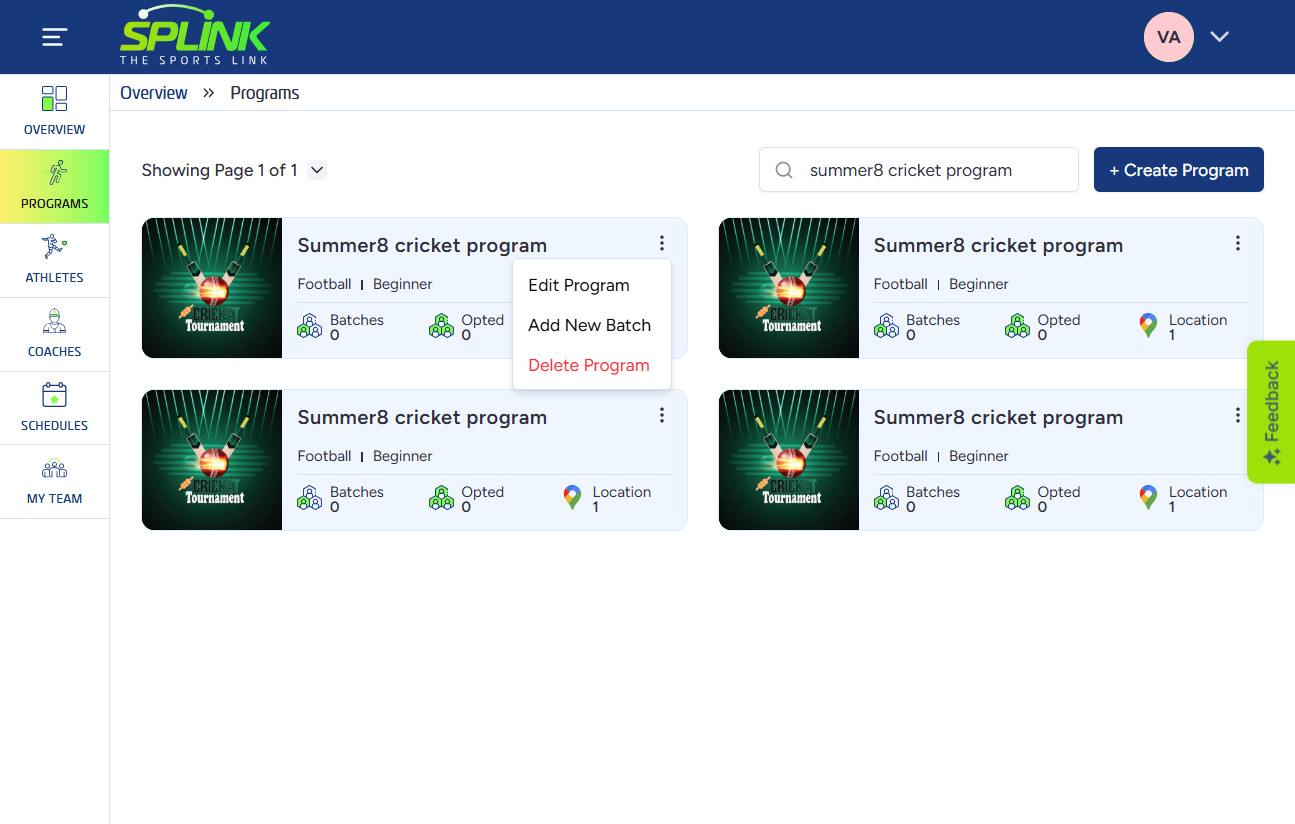 SPLINK
THE SPORTS LINK
VA
Overview » Programs
OVERVIEW
PROGRAMS
ATHLETES
COACHES
SCHEDULES
MY TEAM
Showing Page 1 of 1
summer8 cricket program
+ Create Program
CRICKET
Tournament
Summer8 cricket program
Football | Beginner
Batches
0
Opted
0
Edit Program
Add New Batch
Delete Program
CRICKET
Tournament
Summer8 cricket program
Football | Beginner
Batches
0
Opted
0
Location
1
CRICKET
Tournament
Summer8 cricket program
Football | Beginner
Batches
0
Opted
0
Location
1
CRICKET
Tournament
Summer8 cricket program
Football | Beginner
Batches
0
Opted
0
Location
1
Feedback